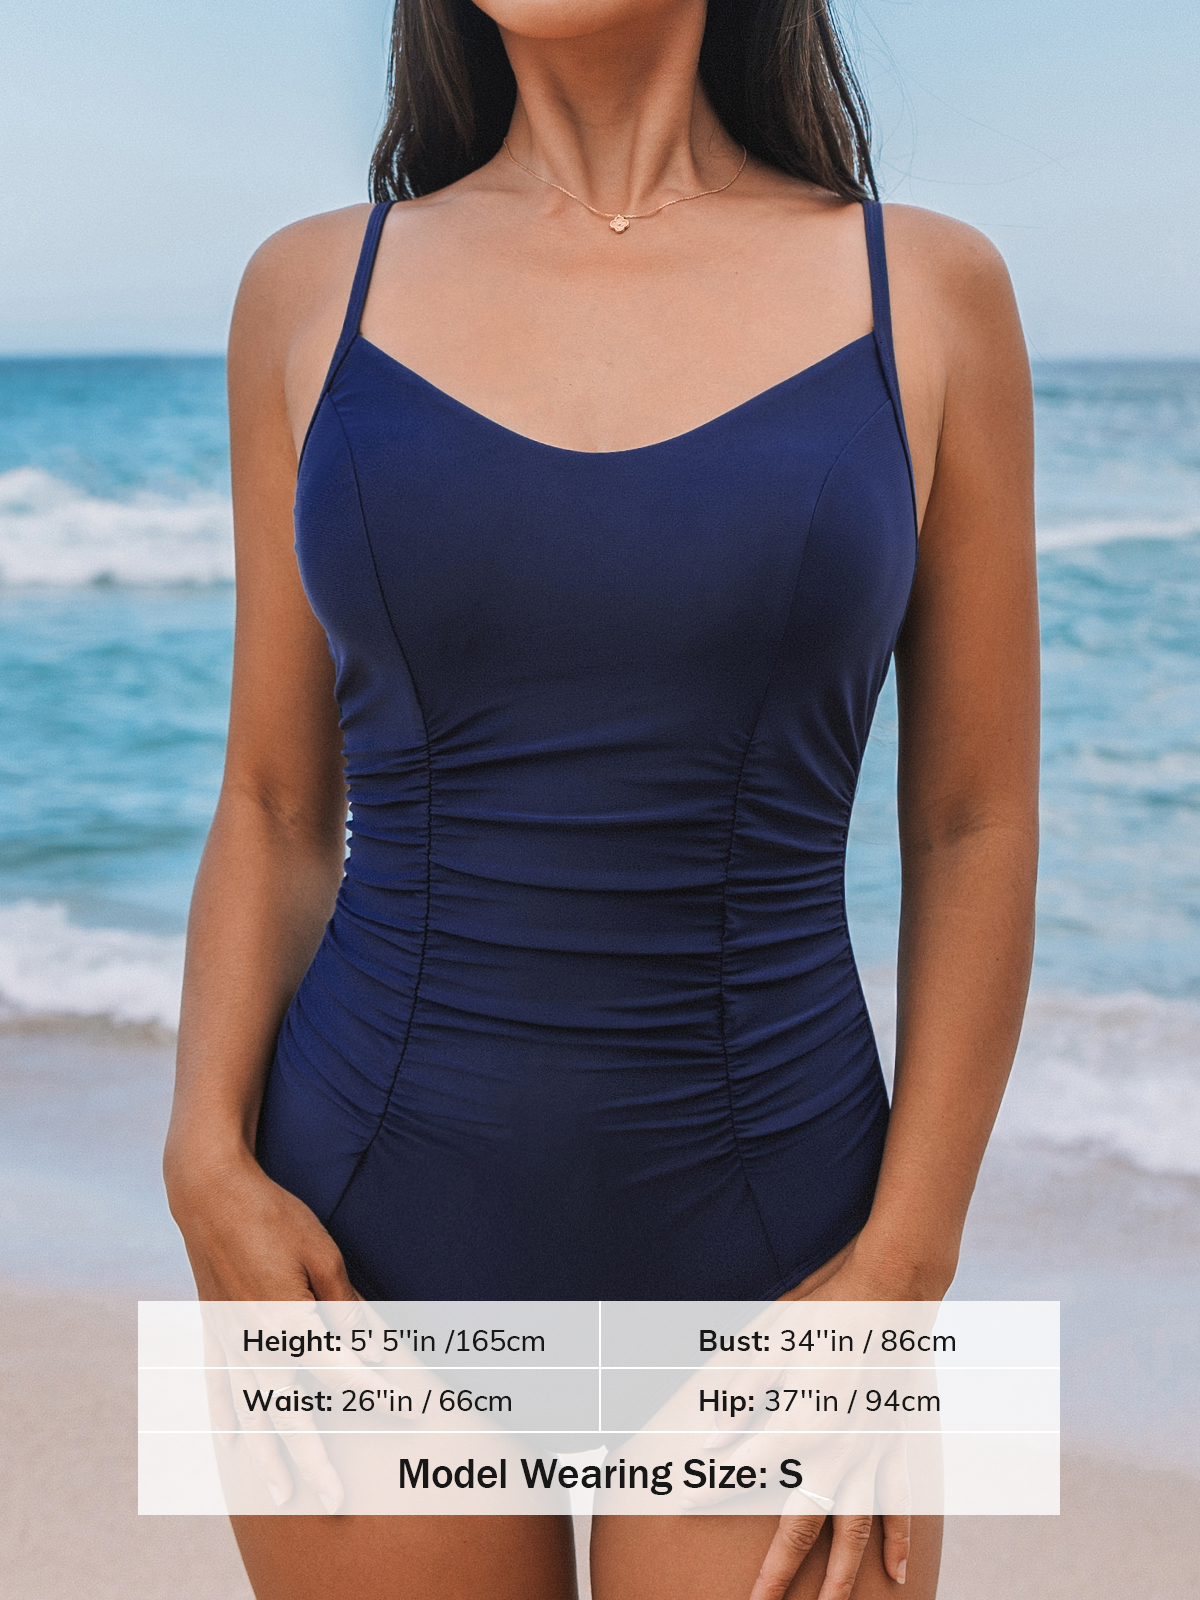 Height: 5' 5''in /165cm
Bust: 34''in / 86cm
Waist: 26''in / 66cm
Hip: 37''in / 94cm
Model Wearing Size: S